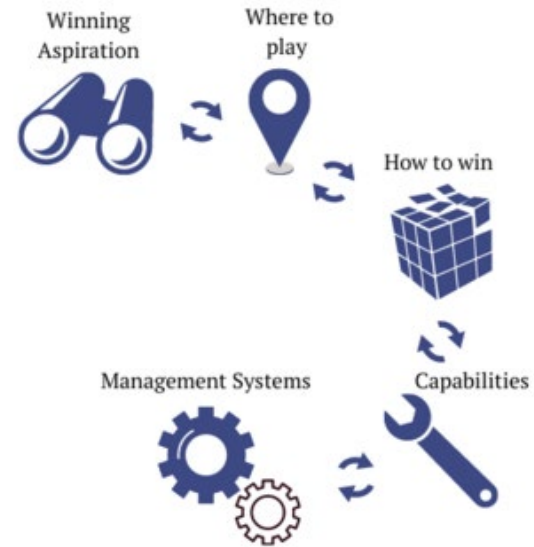 Winning
Aspiration
Where to
play
How to win
Management Systems
Capabilities